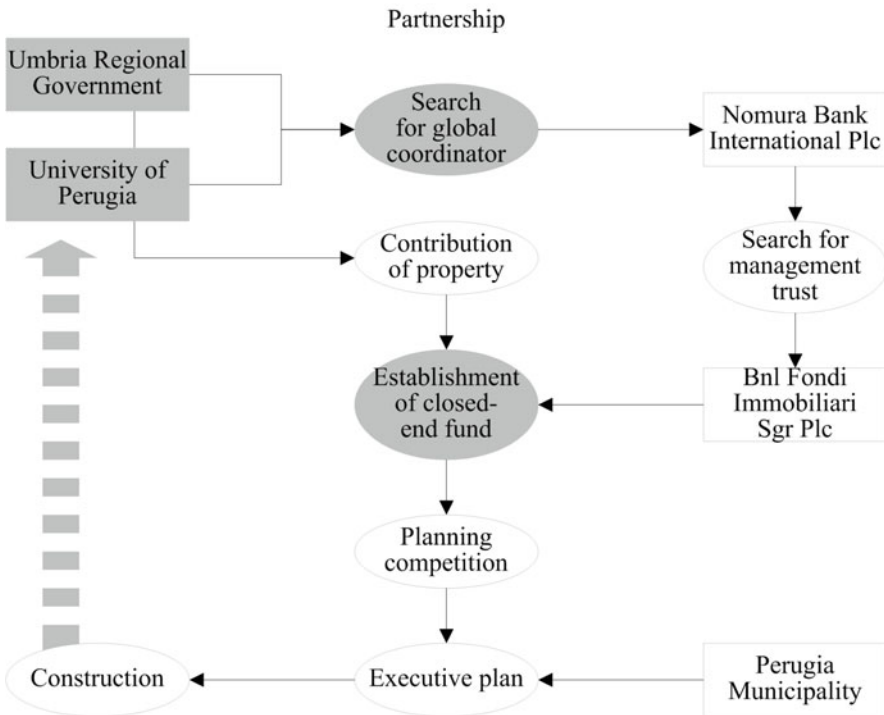 Partnership
Umbria Regional
Government
Search
for global
coordinator
Nomura Bank
International Plc
University of
Perugia
Contribution
of property
Search for
management
trust
Establishment
of closed-
end fund
Bnl Fondi
Immobiliari
Sgr Plc
Planning
competition
Construction
Executive plan
Perugia
Municipality